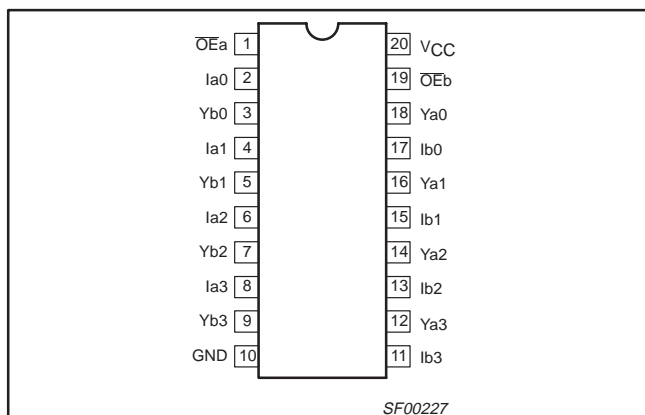 O̅E̅a 1 20 VCC
Ia0 2 19 O̅E̅b
Yb0 3 18 Ya0
Ia1 4 17 Ib0
Yb1 5 16 Ya1
Ia2 6 15 Ib1
Yb2 7 14 Ya2
Ia3 8 13 Ib2
Yb3 9 12 Ya3
GND 10 11 Ib3
SF00227